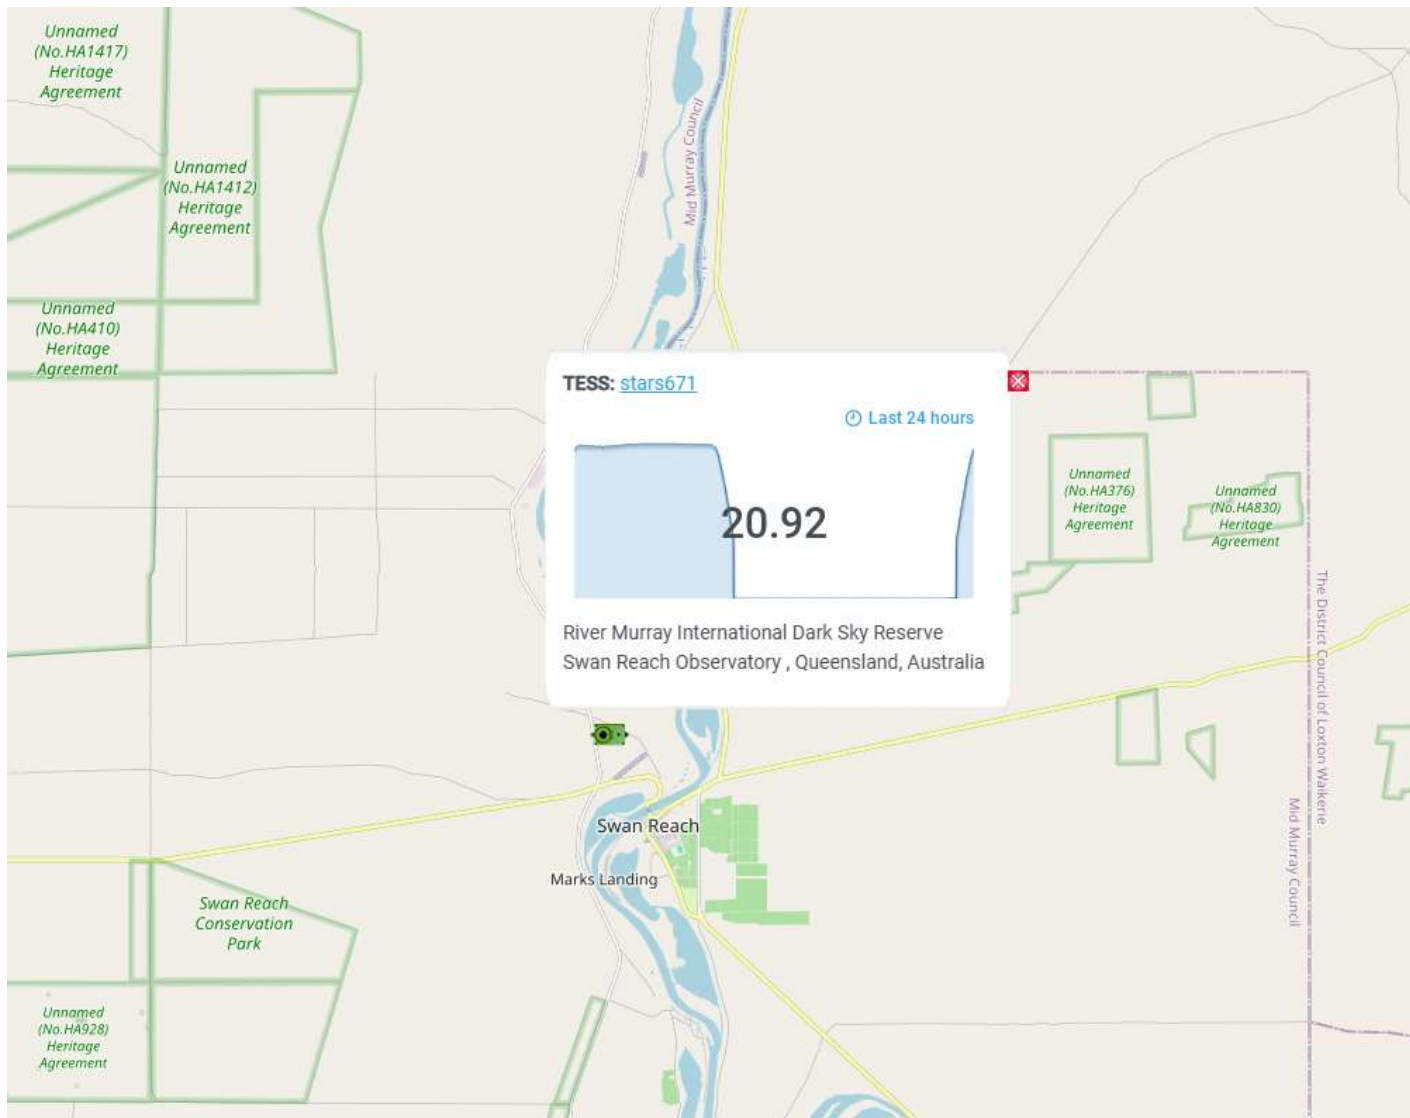 Unnamed
(No.HA1417)
Heritage
Agreement
Unnamed
(No.HA1412)
Heritage
Agreement
Mid Murray Council
Unnamed
(No.HA410)
Heritage
Agreement
TESS: stars671
Last 24 hours
20.92
River Murray International Dark Sky Reserve
Swan Reach Observatory , Queensland, Australia
Unnamed
(No.HA376)
Heritage
Agreement
Unnamed
(No.HA830)
Heritage
Agreement
The District Council of Loxton Waikerie
Mid Murray Council
Swan Reach
Marks Landing
Swan Reach
Conservation
Park
Unnamed
(No.HA928)
Heritage
Agreement